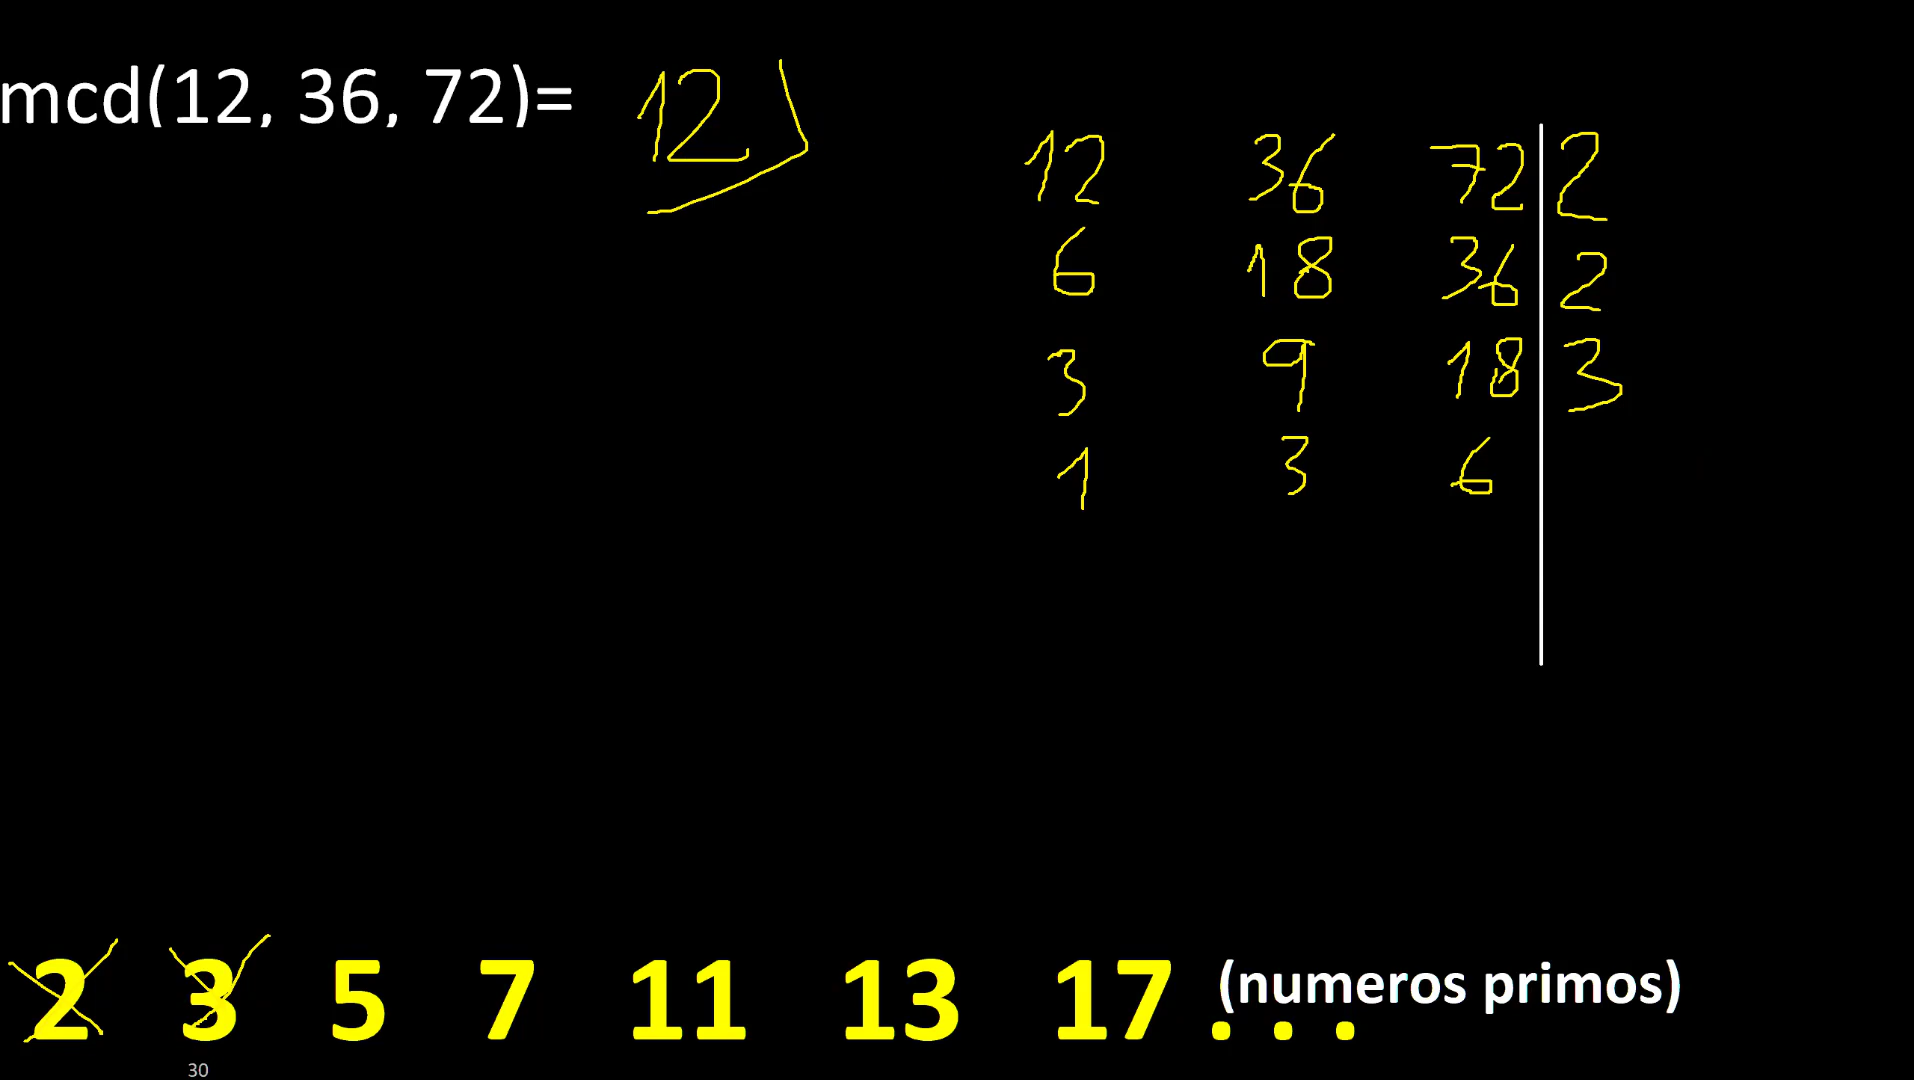 mcd(12, 36, 72)= 12
12 36 72 2
6 18 36 2
3 9 18 3
1 3 6
2 3 5 7 11 13 17 ... (numeros primos)
30